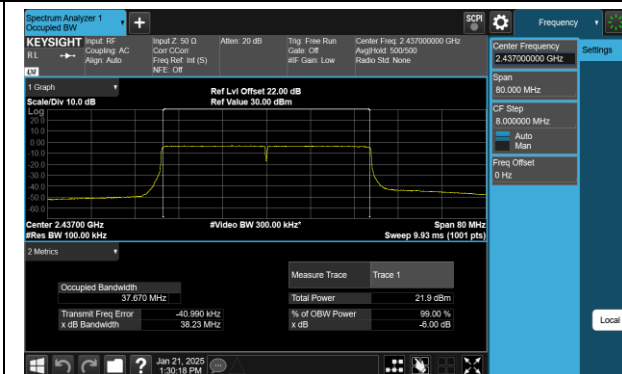 Spectrum Analyzer 1
Occupied BW
+
SCPI
Frequency
KEYSIGHT
RL
LXI
Input: RF
Coupling: AC
Align: Auto
Input Z: 50 Ω
Corr CCorr
Freq Ref: Int (S)
NFE: Off
Atten: 20 dB
Trig: Free Run
Gate: Off
#IF Gain: Low
Center Freq: 2.437000000 GHz
Avg|Hold: 500/500
Radio Std: None
Center Frequency
2.437000000 GHz
Settings
Span
80.000 MHz
CF Step
8.000000 MHz
Auto
Man
Freq Offset
0 Hz
Local
1 Graph
Scale/Div 10.0 dB
Ref Lvl Offset 22.00 dB
Ref Value 30.00 dBm
Log
20.0
10.0
0.00
-10.0
-20.0
-30.0
-40.0
-50.0
-60.0
Center 2.43700 GHz
#Res BW 100.00 kHz
#Video BW 300.00 kHz*
Span 80 MHz
Sweep 9.93 ms (1001 pts)
2 Metrics
Measure Trace
Trace 1
Occupied Bandwidth
37.670 MHz
Total Power
21.9 dBm
Transmit Freq Error
-40.990 kHz
% of OBW Power
99.00 %
x dB Bandwidth
38.23 MHz
x dB
-6.00 dB
?
Jan 21, 2025
1:30:18 PM